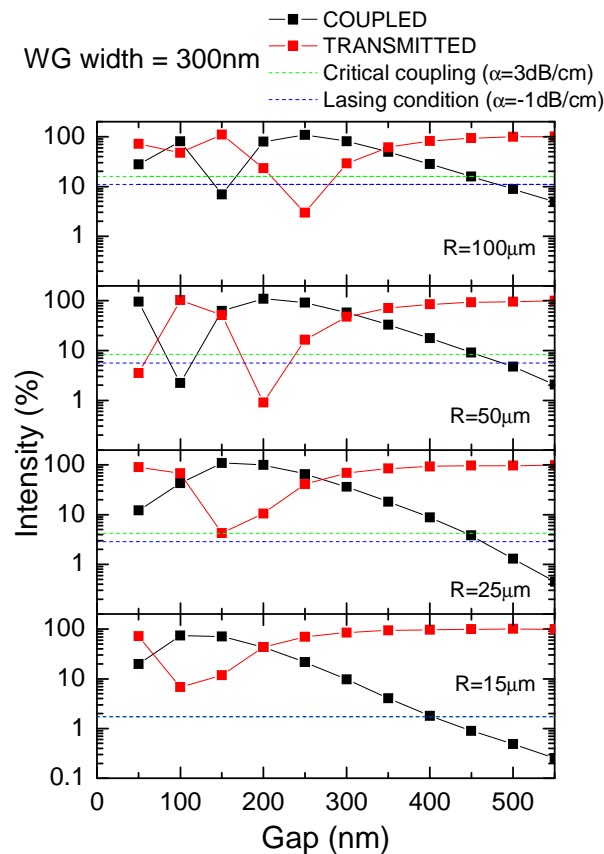 COUPLED
TRANSMITTED
WG width = 300nm
Critical coupling (α=3dB/cm)
Lasing condition (α=-1dB/cm)
100
10
1
R=100μm
100
10
1
R=50μm
Intensity (%)
100
10
1
R=25μm
100
10
1
0.1
R=15μm
0 100 200 300 400 500
Gap (nm)